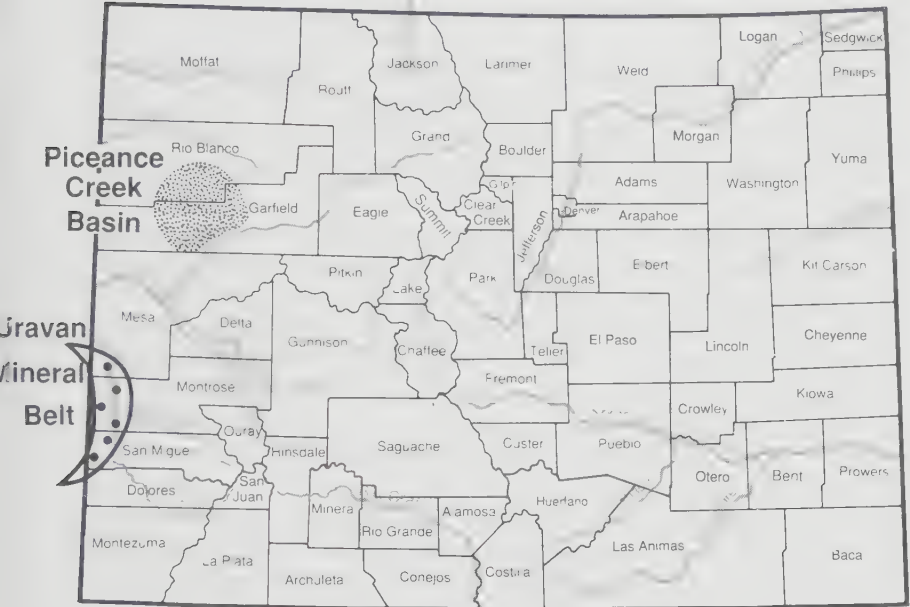 Logan
Sedgwick
Moffat
Jackson
Larimer
Weld
Phillips
Routt
Morgan
Grand
Rio Blanco
Boulder
Piceance
Creek
Basin
Yuma
Washington
Adams
Garfield
Eagle
Summit
Clear
Creek
Jefferson
Denver
Arapahoe
Pitkin
Lake
Park
Douglas
Elbert
Kit Carson
Mesa
Delta
Gunnison
Chaffee
Teller
El Paso
Lincoln
Cheyenne
Uravan
Mineral
Belt
Montrose
Fremont
Crowley
Kiowa
Ouray
San Migue
Hinsdale
Saguache
Custer
Pueblo
Otero
Bent
Prowers
Dolores
San
Juan
Minera
Rio Grande
Alamosa
Huerfano
Montezuma
La Plata
Archuleta
Conejos
Costilla
Las Animas
Baca